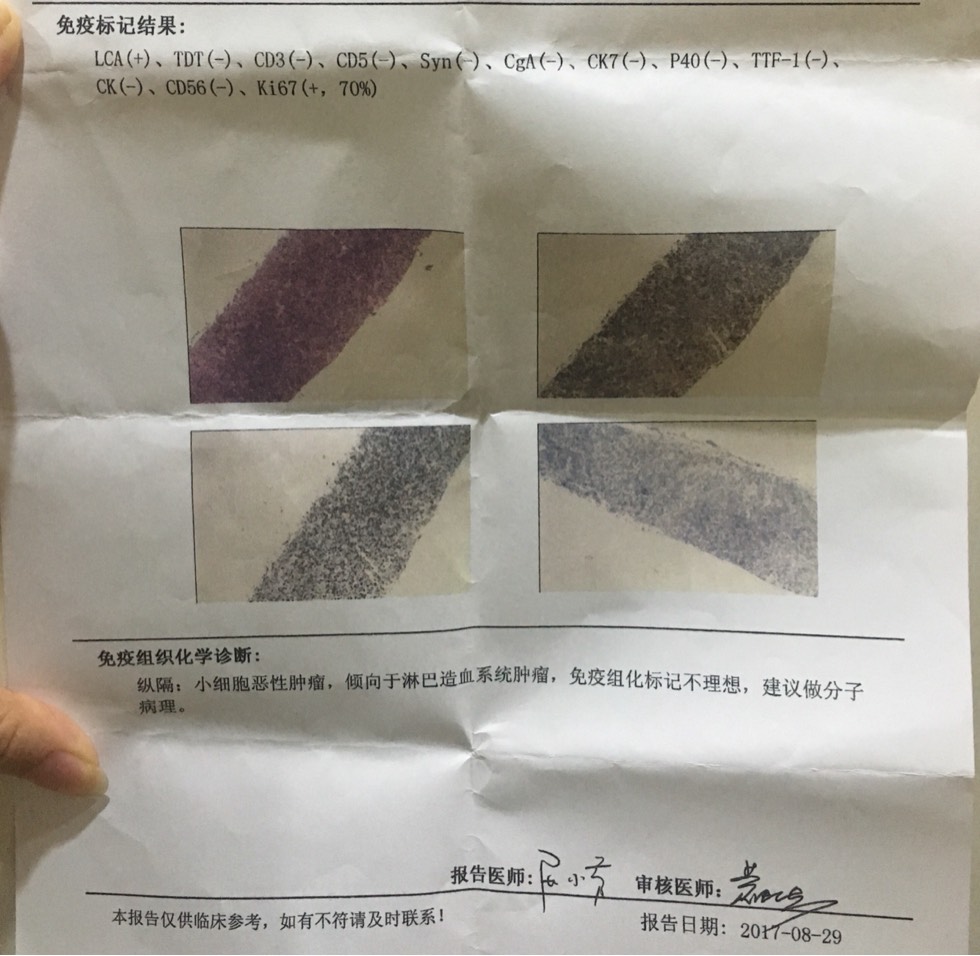 免疫标记结果:
LCA(+)、TDT(-)、CD3(-)、CD5(-)、Syn(-)、CgA(-)、CK7(-)、P40(-)、TTF-1(-)、
CK(-)、CD56(-)、Ki67(+, 70%)
免疫组织化学诊断:
纵隔: 小细胞恶性肿瘤, 倾向于淋巴造血系统肿瘤, 免疫组化标记不理想, 建议做分子
病理。
报告医师: 审核医师:
本报告仅供临床参考, 如有不符请及时联系!
报告日期: 2017-08-29